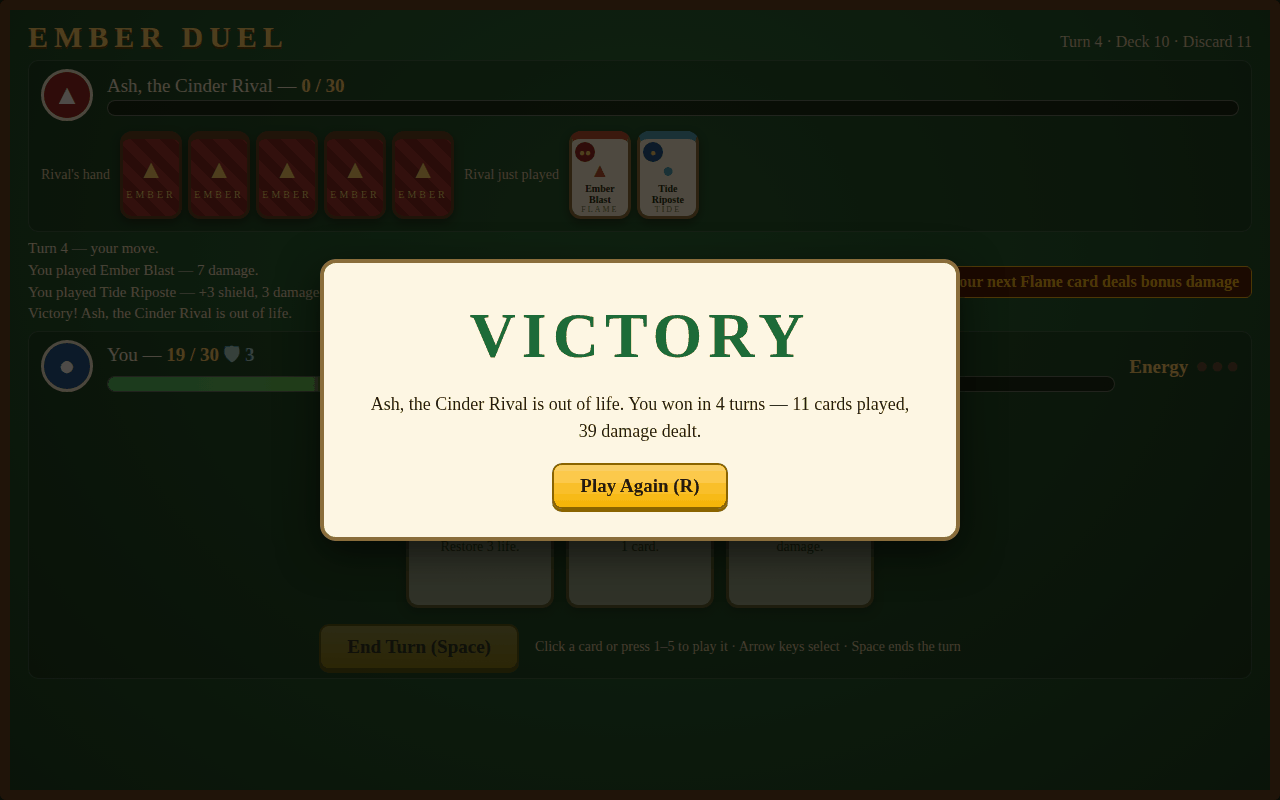 EMBER DUEL
Turn 4 · Deck 10 · Discard 11
Ash, the Cinder Rival — 0 / 30
Rival's hand
EMBER
EMBER
EMBER
EMBER
EMBER
Rival just played
Ember
Blast
FLAME
Tide
Riposte
TIDE
Turn 4 — your move.
You played Ember Blast — 7 damage.
You played Tide Riposte — +3 shield, 3 damage
Victory! Ash, the Cinder Rival is out of life.
next Flame card deals bonus damage
You — 19 / 30 3
Energy
VICTORY
Ash, the Cinder Rival is out of life. You won in 4 turns — 11 cards played,
39 damage dealt.
Play Again (R)
Restore 3 life.
1 card.
damage.
End Turn (Space)
Click a card or press 1–5 to play it · Arrow keys select · Space ends the turn